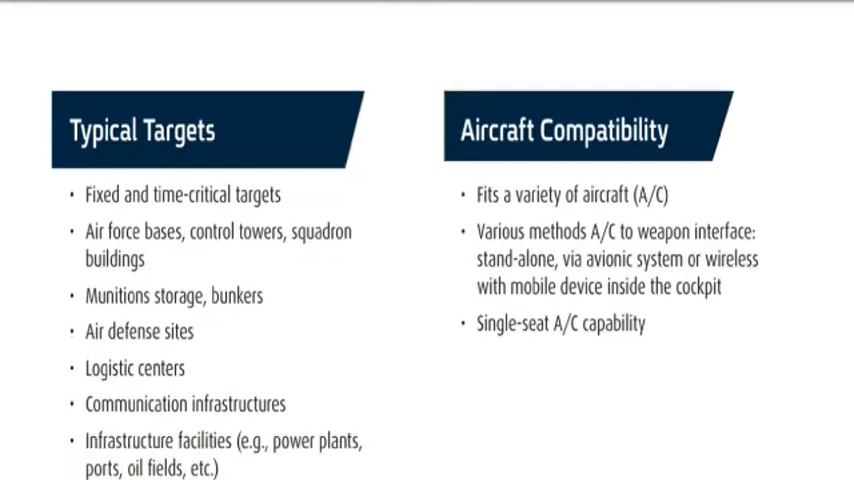 Typical Targets
• Fixed and time-critical targets
• Air force bases, control towers, squadron
buildings
• Munitions storage, bunkers
• Air defense sites
• Logistic centers
• Communication infrastructures
• Infrastructure facilities (e.g., power plants,
ports, oil fields, etc.)
Aircraft Compatibility
• Fits a variety of aircraft (A/C)
• Various methods A/C to weapon interface:
stand-alone, via avionic system or wireless
with mobile device inside the cockpit
• Single-seat A/C capability